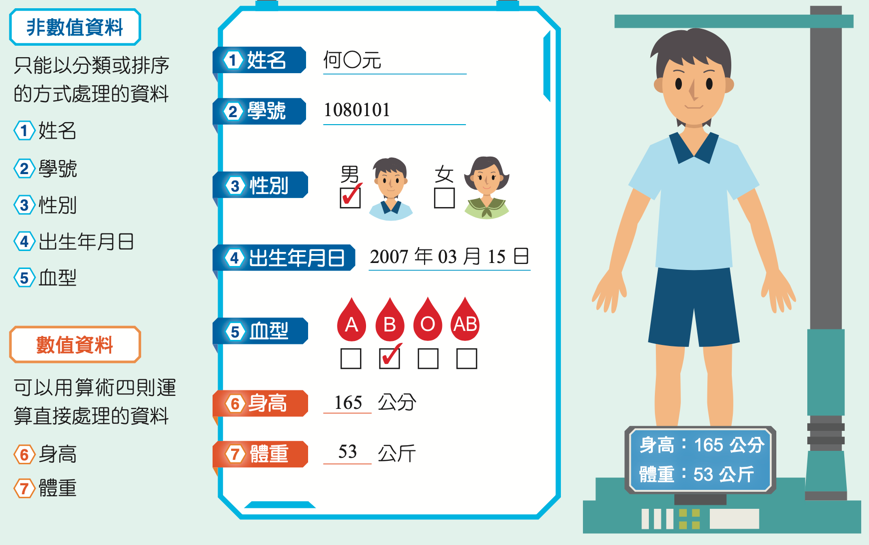 非數值資料
只能以分類或排序
的方式處理的資料
1 姓名
2 學號
3 性別
4 出生年月日
5 血型
數值資料
可以用算術四則運
算直接處理的資料
6 身高
7 體重
1 姓名 何〇元
2 學號 1080101
3 性別 男 女
4 出生年月日 2007 年 03 月 15 日
5 血型 A B O AB
6 身高 165 公分
7 體重 53 公斤
身高：165 公分
體重：53 公斤